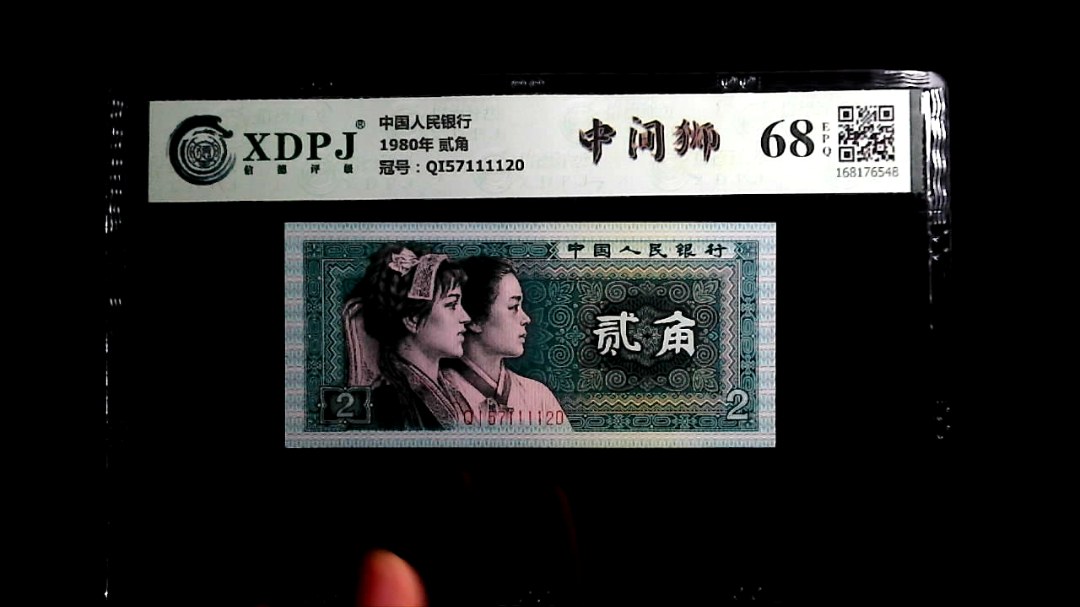 XDPJ®
信德评级
中国人民银行
1980年 贰角
冠号：QI57111120
中间狮
68
EPQ
168176548
中国人民银行
贰角
2
QI57111120
2